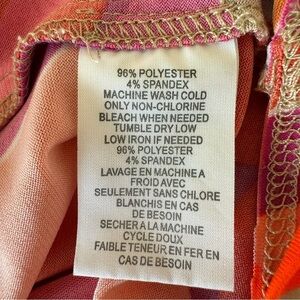 96% POLYESTER
4% SPANDEX
MACHINE WASH COLD
ONLY NON-CHLORINE
BLEACH WHEN NEEDED
TUMBLE DRY LOW
LOW IRON IF NEEDED
96% POLYESTER
4% SPANDEX
LAVAGE EN MACHINE A
FROID AVEC
SEULEMENT SANS CHLORE
BLANCHIS EN CAS
DE BESOIN
SECHER A LA MACHINE
CYCLE DOUX
FAIBLE TENEUR EN FER EN
CAS DE BESOIN